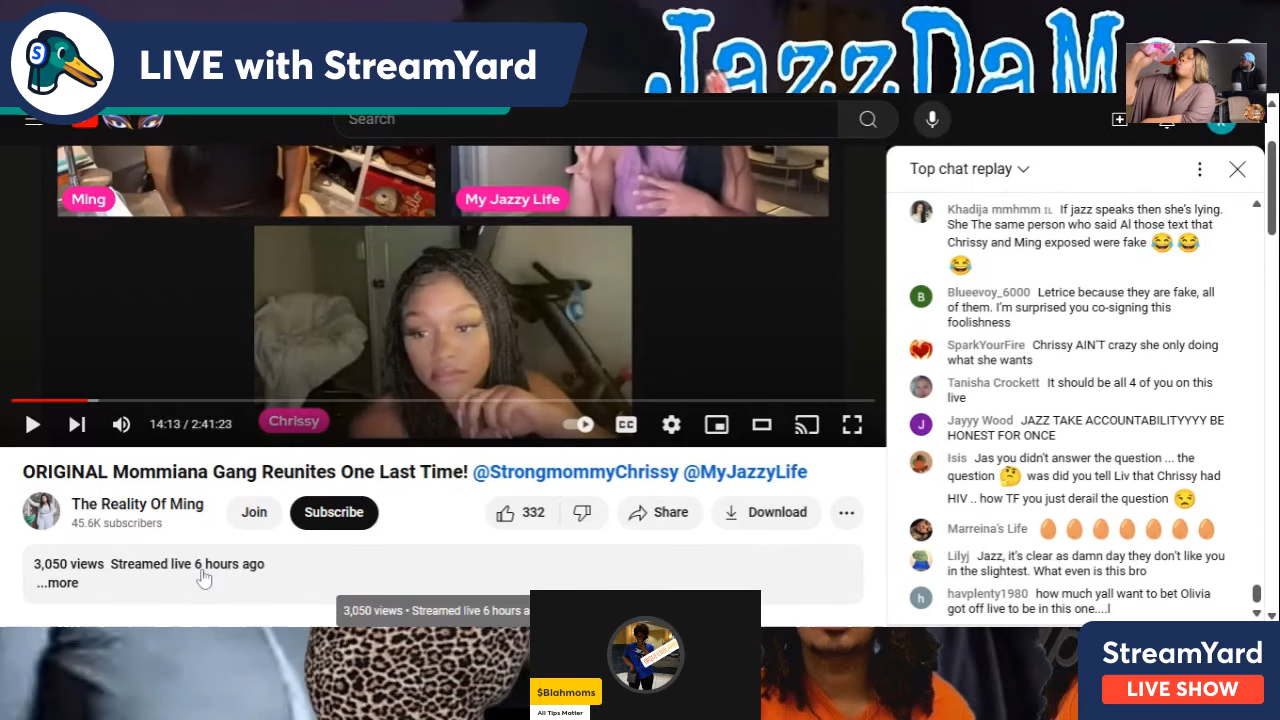 JazzDaM
S
LIVE with StreamYard
Search
Ming
My Jazzy Life
Chrissy
14:13 / 2:41:23
CC
ORIGINAL Mommiana Gang Reunites One Last Time! @StrongmommyChrissy @MyJazzyLife
The Reality Of Ming
45.6K subscribers
Join
Subscribe
332
Share
Download
3,050 views Streamed live 6 hours ago
...more
3,050 views • Streamed live 6 hours a
Top chat replay
Khadija mmhmm If jazz speaks then she's lying.
She The same person who said Al those text that
Chrissy and Ming exposed were fake 😂 😂
😂
B
Blueevoy_6000 Letrice because they are fake, all
of them. I'm surprised you co-signing this
foolishness
SparkYourFire Chrissy AIN'T crazy she only doing
what she wants
Tanisha Crockett It should be all 4 of you on this
live
J
Jayyy Wood JAZZ TAKE ACCOUNTABILITYYYY BE
HONEST FOR ONCE
Isis Jas you didn't answer the question ... the
question 🤔 was did you tell Liv that Chrissy had
HIV .. how TF you just derail the question 😒
Marreina's Life 🥚 🥚 🥚 🥚 🥚 🥚 🥚
Lilyj Jazz, it's clear as damn day they don't like you
in the slightest. What even is this bro
h
havplenty1980 how much yall want to bet Olivia
got off live to be in this one....l
$Blahmoms
All Tips Matter
StreamYard
LIVE SHOW